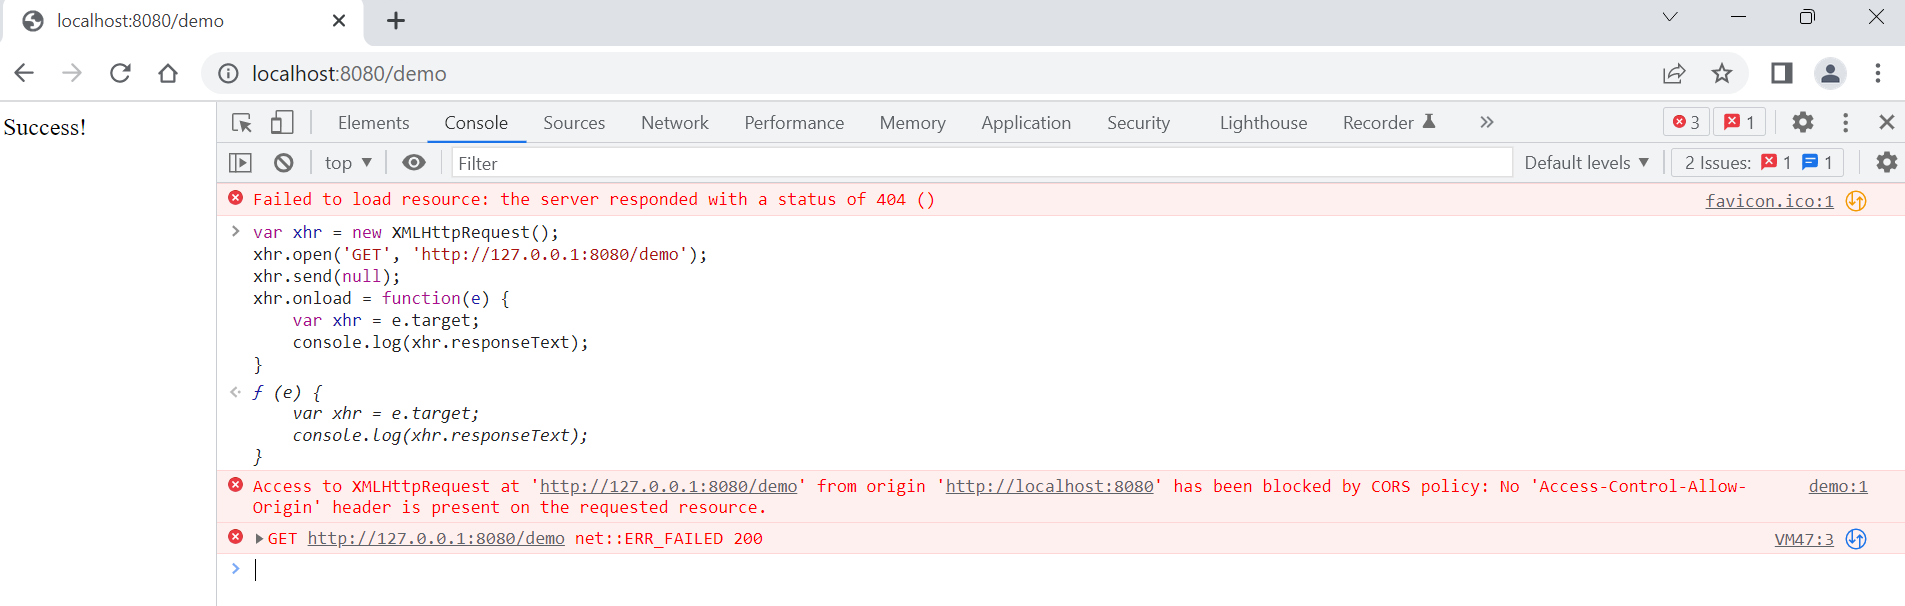 localhost:8080/demo
localhost:8080/demo
Success!
Elements Console Sources Network Performance Memory Application Security Lighthouse Recorder » 3 1
top ▼ Filter Default levels ▼ 2 Issues: 1 1
Failed to load resource: the server responded with a status of 404 () favicon.ico:1
> var xhr = new XMLHttpRequest();
xhr.open('GET', 'http://127.0.0.1:8080/demo');
xhr.send(null);
xhr.onload = function(e) {
    var xhr = e.target;
    console.log(xhr.responseText);
}
ƒ (e) {
    var xhr = e.target;
    console.log(xhr.responseText);
}
Access to XMLHttpRequest at 'http://127.0.0.1:8080/demo' from origin 'http://localhost:8080' has been blocked by CORS policy: No 'Access-Control-Allow- demo:1
Origin' header is present on the requested resource.
▶GET http://127.0.0.1:8080/demo net::ERR_FAILED 200 VM47:3
>